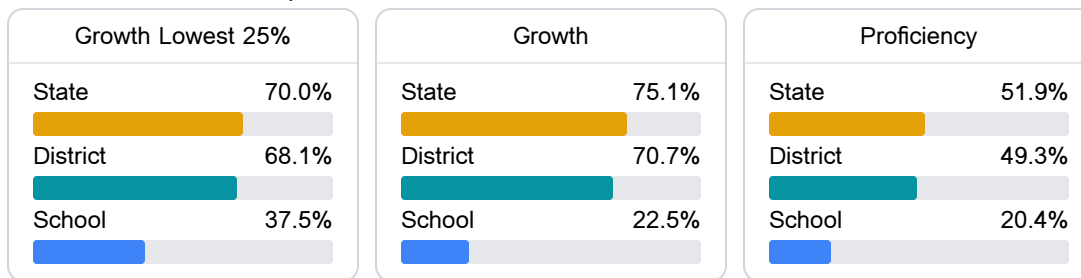 Growth Lowest 25%
State 70.0%
District 68.1%
School 37.5%
Growth
State 75.1%
District 70.7%
School 22.5%
Proficiency
State 51.9%
District 49.3%
School 20.4%